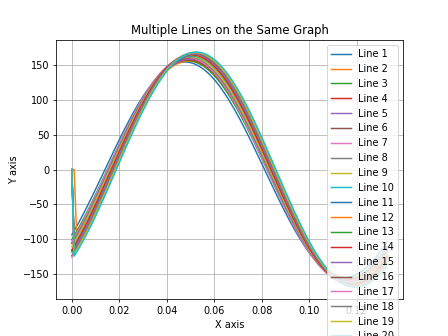 Multiple Lines on the Same Graph
Y axis
150
100
50
0
−50
−100
−150
0.00
0.02
0.04
0.06
0.08
0.10
X axis
Line 1
Line 2
Line 3
Line 4
Line 5
Line 6
Line 7
Line 8
Line 9
Line 10
Line 11
Line 12
Line 13
Line 14
Line 15
Line 16
Line 17
Line 18
Line 19
Line 20